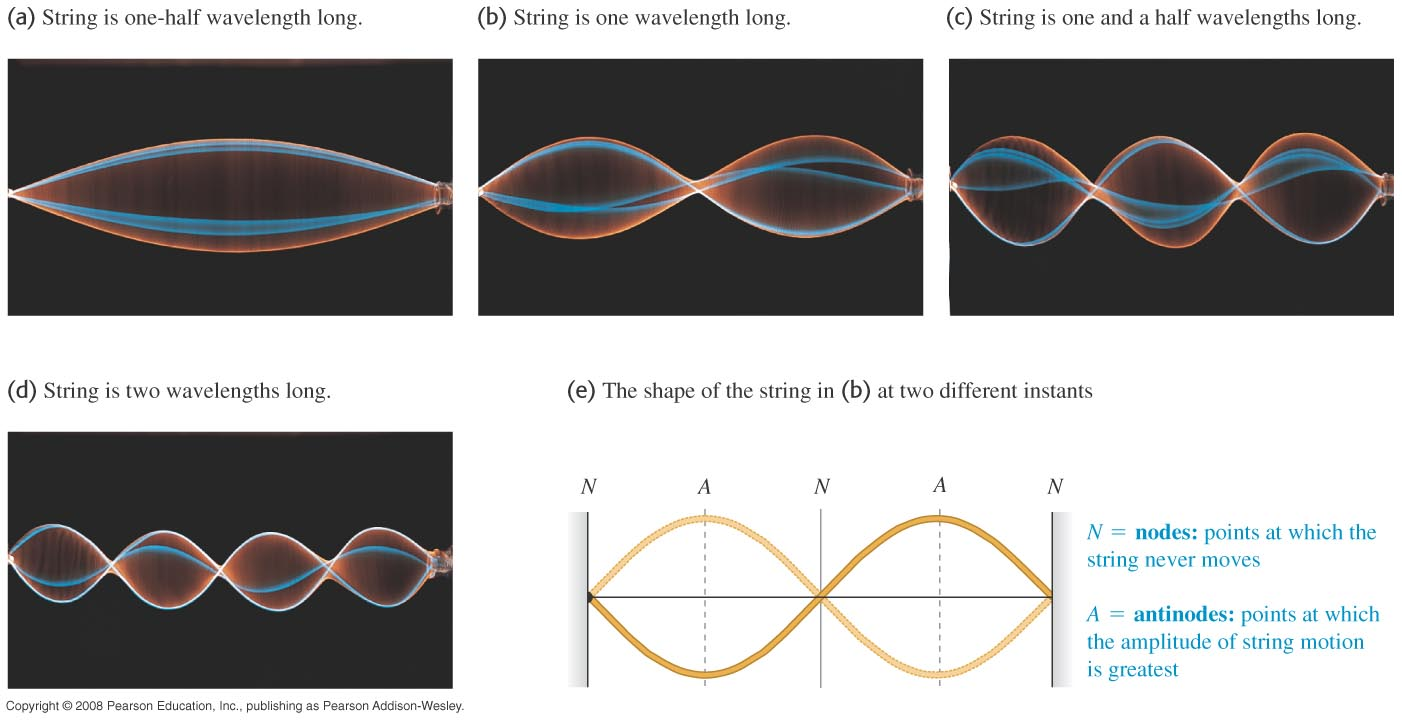 (a) String is one-half wavelength long.
(b) String is one wavelength long.
(c) String is one and a half wavelengths long.
(d) String is two wavelengths long.
(e) The shape of the string in (b) at two different instants
N A N A N
N = nodes: points at which the
string never moves
A = antinodes: points at which
the amplitude of string motion
is greatest
Copyright © 2008 Pearson Education, Inc., publishing as Pearson Addison-Wesley.